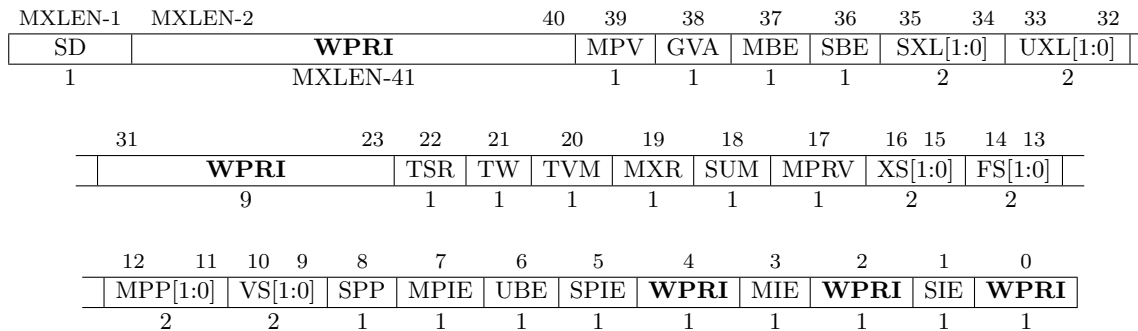 MXLEN-1 MXLEN-2 40 39 38 37 36 35 34 33 32
SD WPRI MPV GVA MBE SBE SXL[1:0] UXL[1:0]
1 MXLEN-41 1 1 1 1 2 2
31 23 22 21 20 19 18 17 16 15 14 13
WPRI TSR TW TVM MXR SUM MPRV XS[1:0] FS[1:0]
9 1 1 1 1 1 1 2 2
12 11 10 9 8 7 6 5 4 3 2 1 0
MPP[1:0] VS[1:0] SPP MPIE UBE SPIE WPRI MIE WPRI SIE WPRI
2 2 1 1 1 1 1 1 1 1 1